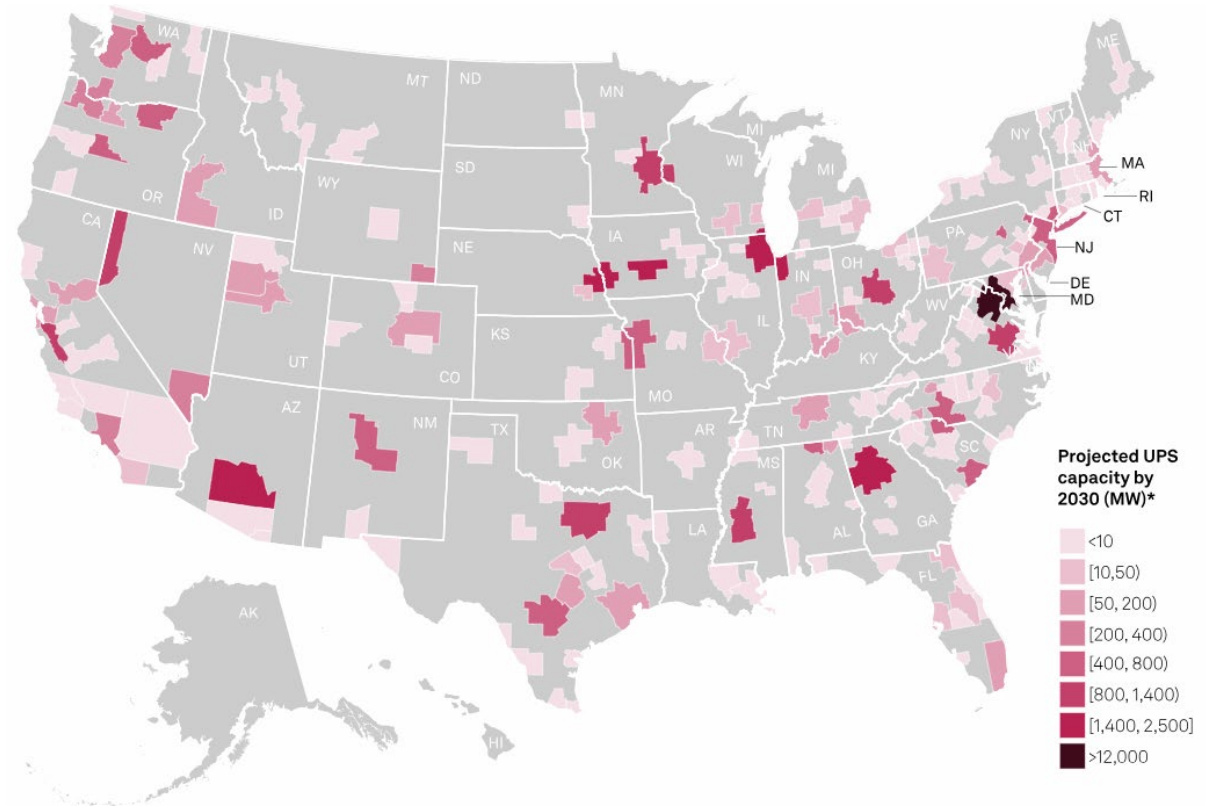 WA
MT
ND
MN
ME
VT
NH
NY
MI
MI
WI
MA
RI
CT
OR
ID
WY
SD
CA
NV
NE
IA
PA
NJ
OH
IN
IL
DE
MD
WV
UT
CO
KS
MO
KY
AZ
NM
TX
OK
AR
TN
MS
SC
LA
AL
GA
FL
AK
HI
Projected UPS
capacity by
2030 (MW)*
<10
[10,50)
[50, 200)
[200, 400)
[400, 800)
[800, 1,400)
[1,400, 2,500]
>12,000